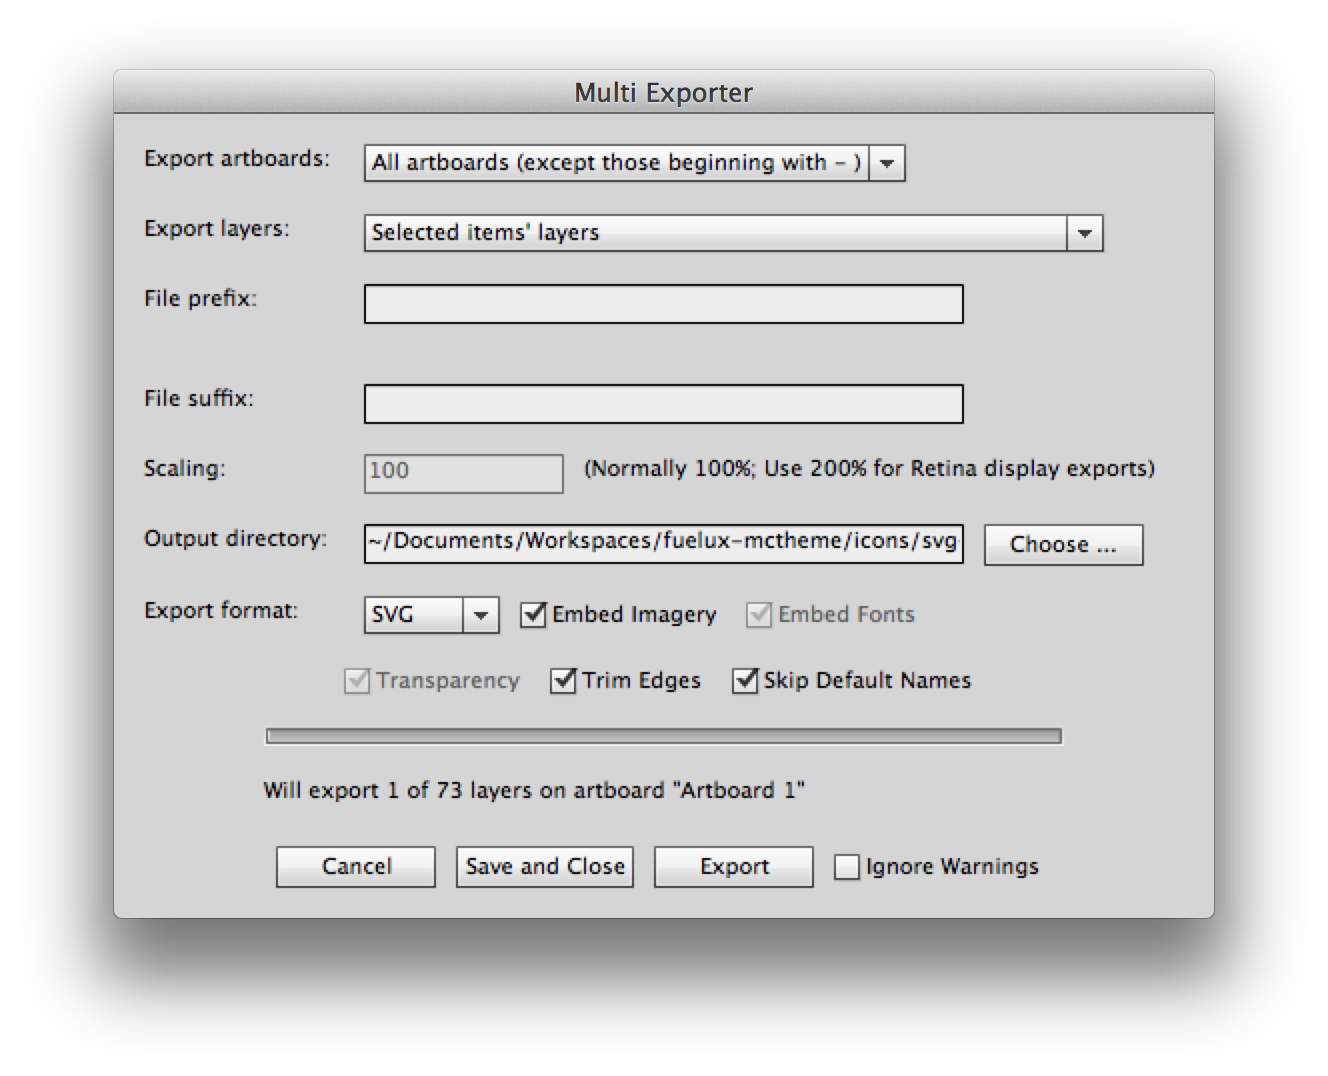 Multi Exporter
Export artboards: All artboards (except those beginning with - )
Export layers: Selected items' layers
File prefix:
File suffix:
Scaling: 100 (Normally 100%; Use 200% for Retina display exports)
Output directory: ~/Documents/Workspaces/fuelux-mctheme/icons/svg Choose ...
Export format: SVG Embed Imagery Embed Fonts
Transparency Trim Edges Skip Default Names
Will export 1 of 73 layers on artboard "Artboard 1"
Cancel Save and Close Export Ignore Warnings